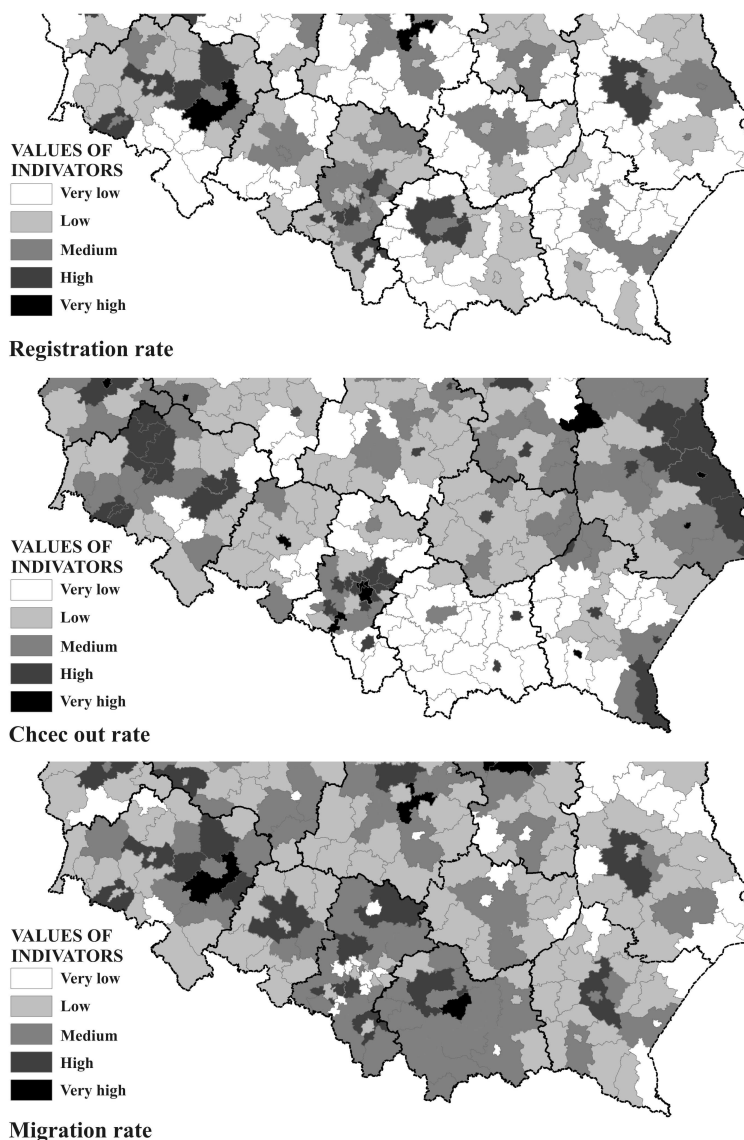 VALUES OF
INDIVATORS
Very low
Low
Medium
High
Very high
Registration rate
VALUES OF
INDIVATORS
Very low
Low
Medium
High
Very high
Chcec out rate
VALUES OF
INDIVATORS
Very low
Low
Medium
High
Very high
Migration rate